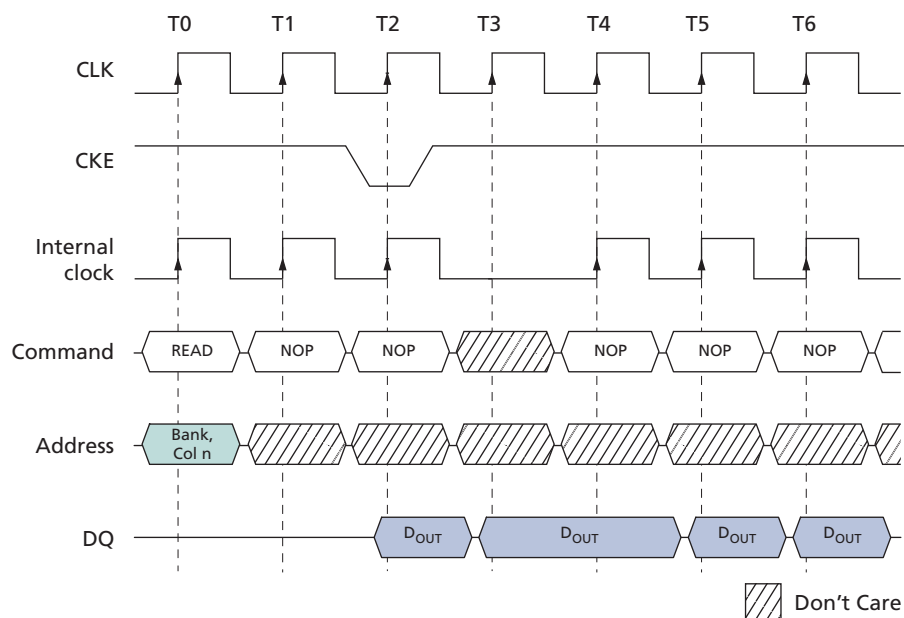 T0 T1 T2 T3 T4 T5 T6
CLK
CKE
Internal
clock
Command READ NOP NOP NOP NOP NOP
Address Bank,
Col n
DQ DOUT DOUT DOUT DOUT
Don't Care